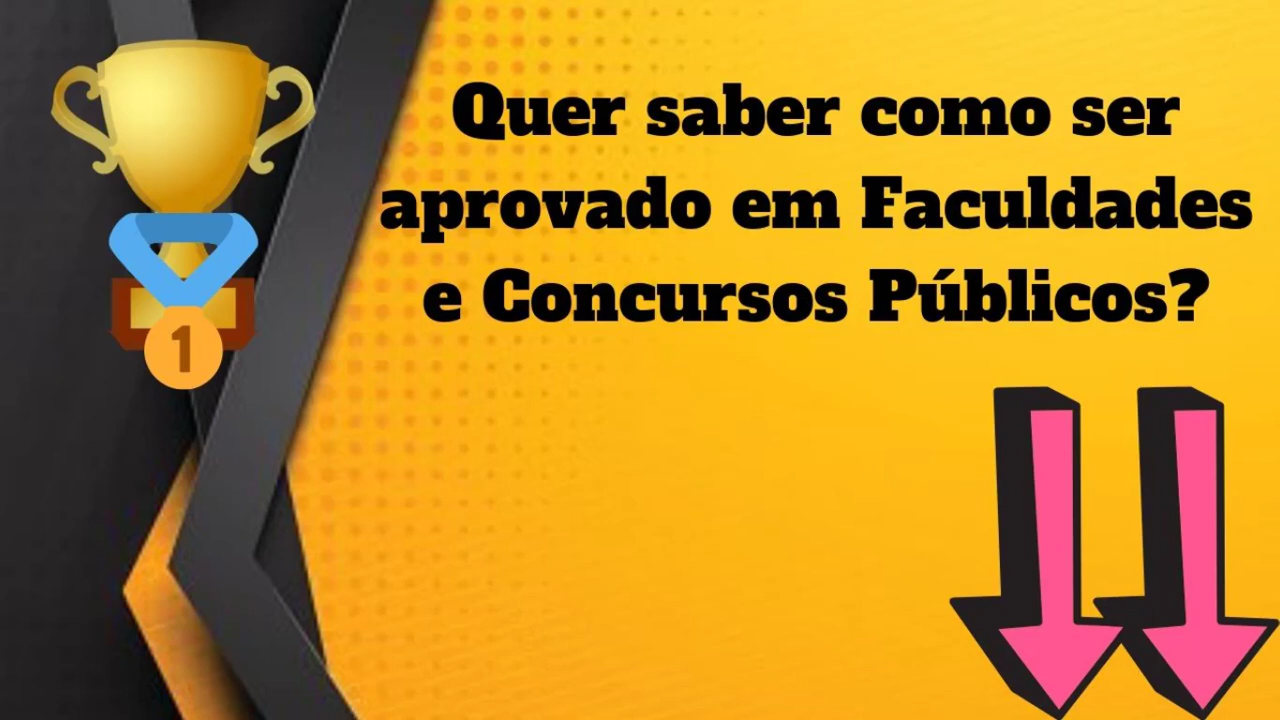 Quer saber como ser
aprovado em Faculdades
e Concursos Públicos?
1